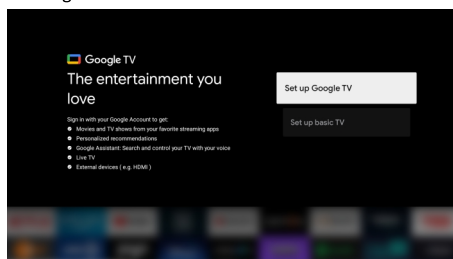 Google TV
The entertainment you
love
Sign in with your Google Account to get:
Movies and TV shows from your favorite streaming apps
Personalized recommendations
Google Assistant: Search and control your TV with your voice
Live TV
External devices ( e.g. HDMI )
Set up Google TV
Set up basic TV